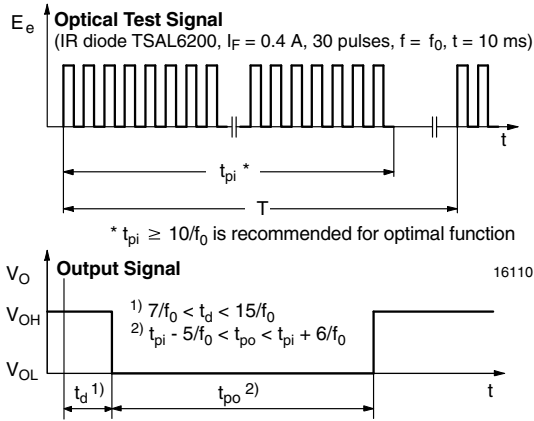 E_e
Optical Test Signal
(IR diode TSAL6200, I_F = 0.4 A, 30 pulses, f = f_0, t = 10 ms)
t
t_pi *
T
* t_pi ≥ 10/f_0 is recommended for optimal function
V_O
Output Signal
16110
V_OH
1) 7/f_0 < t_d < 15/f_0
2) t_pi - 5/f_0 < t_po < t_pi + 6/f_0
V_OL
t_d 1)
t_po 2)
t